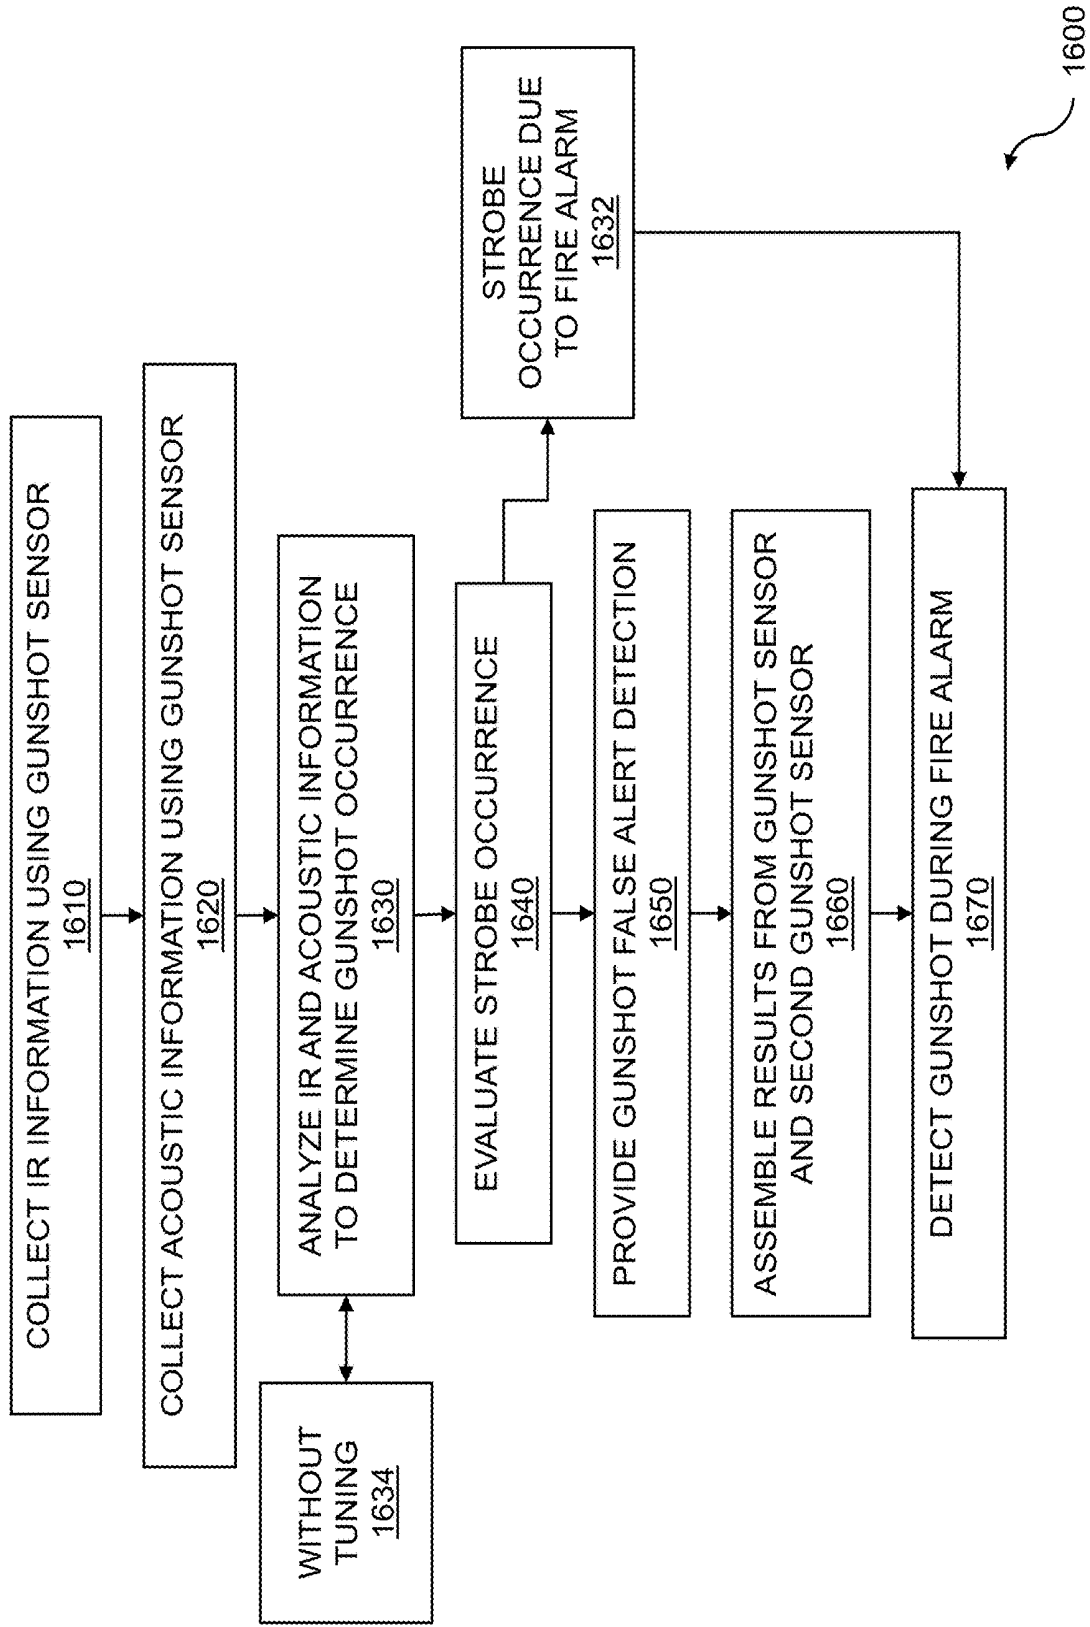 COLLECT IR INFORMATION USING GUNSHOT SENSOR
1610
COLLECT ACOUSTIC INFORMATION USING GUNSHOT SENSOR
1620
ANALYZE IR AND ACOUSTIC INFORMATION
TO DETERMINE GUNSHOT OCCURRENCE
1630
WITHOUT
TUNING
1634
EVALUATE STROBE OCCURRENCE
1640
STROBE
OCCURRENCE DUE
TO FIRE ALARM
1632
PROVIDE GUNSHOT FALSE ALERT DETECTION
1650
ASSEMBLE RESULTS FROM GUNSHOT SENSOR
AND SECOND GUNSHOT SENSOR
1660
DETECT GUNSHOT DURING FIRE ALARM
1670
1600